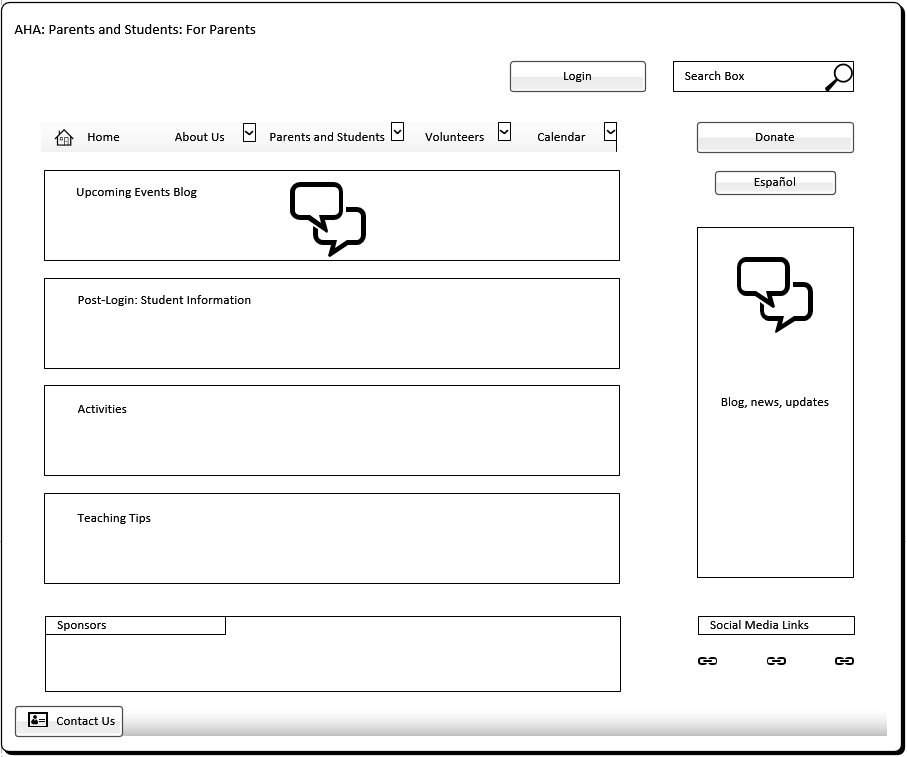 AHA: Parents and Students: For Parents
Login
Search Box
Home
About Us
Parents and Students
Volunteers
Calendar
Donate
Español
Upcoming Events Blog
Post-Login: Student Information
Activities
Blog, news, updates
Teaching Tips
Sponsors
Social Media Links
Contact Us